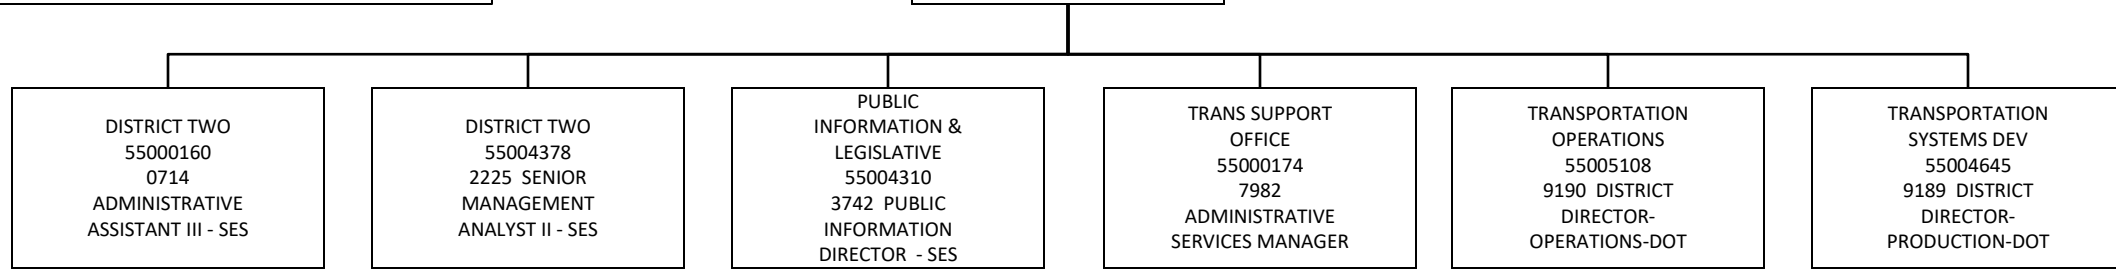 DISTRICT TWO
55000160
0714
ADMINISTRATIVE
ASSISTANT III - SES
DISTRICT TWO
55004378
2225  SENIOR
MANAGEMENT
ANALYST II - SES
PUBLIC
INFORMATION &
LEGISLATIVE
55004310
3742  PUBLIC
INFORMATION
DIRECTOR  - SES
TRANS SUPPORT
OFFICE
55000174
7982
ADMINISTRATIVE
SERVICES MANAGER
TRANSPORTATION
OPERATIONS
55005108
9190  DISTRICT
DIRECTOR-
OPERATIONS-DOT
TRANSPORTATION
SYSTEMS DEV
55004645
9189  DISTRICT
DIRECTOR-
PRODUCTION-DOT